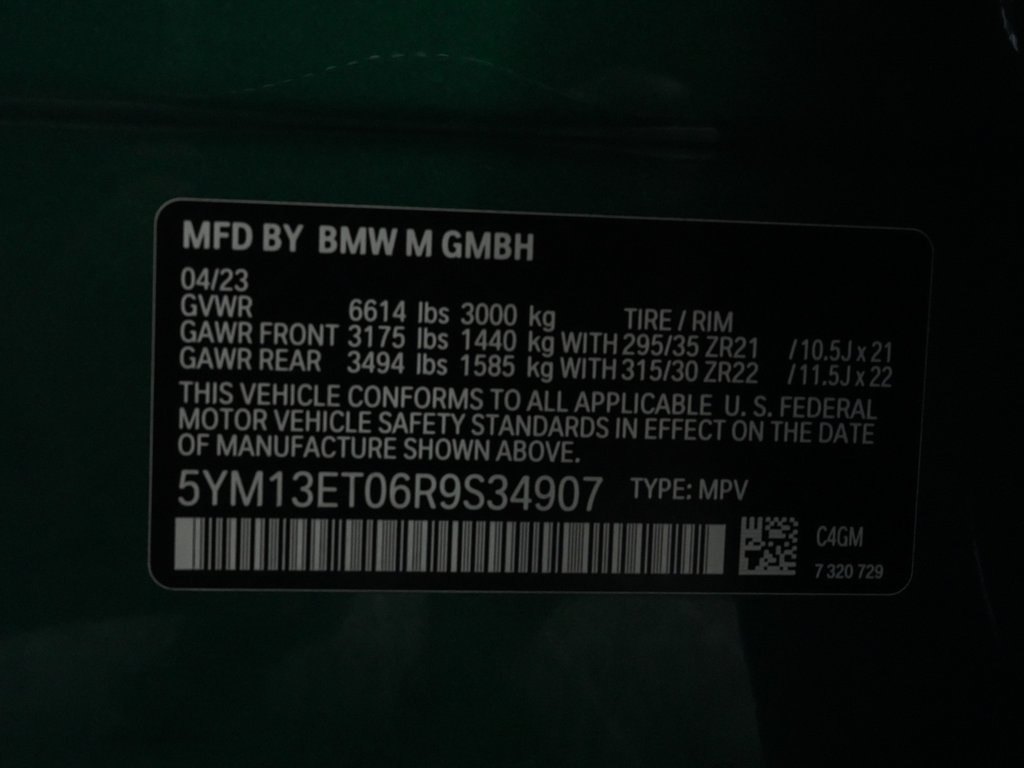 MFD BY BMW M GMBH
04/23
GVWR 6614 lbs 3000 kg TIRE / RIM
GAWR FRONT 3175 lbs 1440 kg WITH 295/35 ZR21 /10.5J x 21
GAWR REAR 3494 lbs 1585 kg WITH 315/30 ZR22 /11.5J x 22
THIS VEHICLE CONFORMS TO ALL APPLICABLE U. S. FEDERAL
MOTOR VEHICLE SAFETY STANDARDS IN EFFECT ON THE DATE
OF MANUFACTURE SHOWN ABOVE.
5YM13ET06R9S34907 TYPE: MPV
C4GM
7 320 729